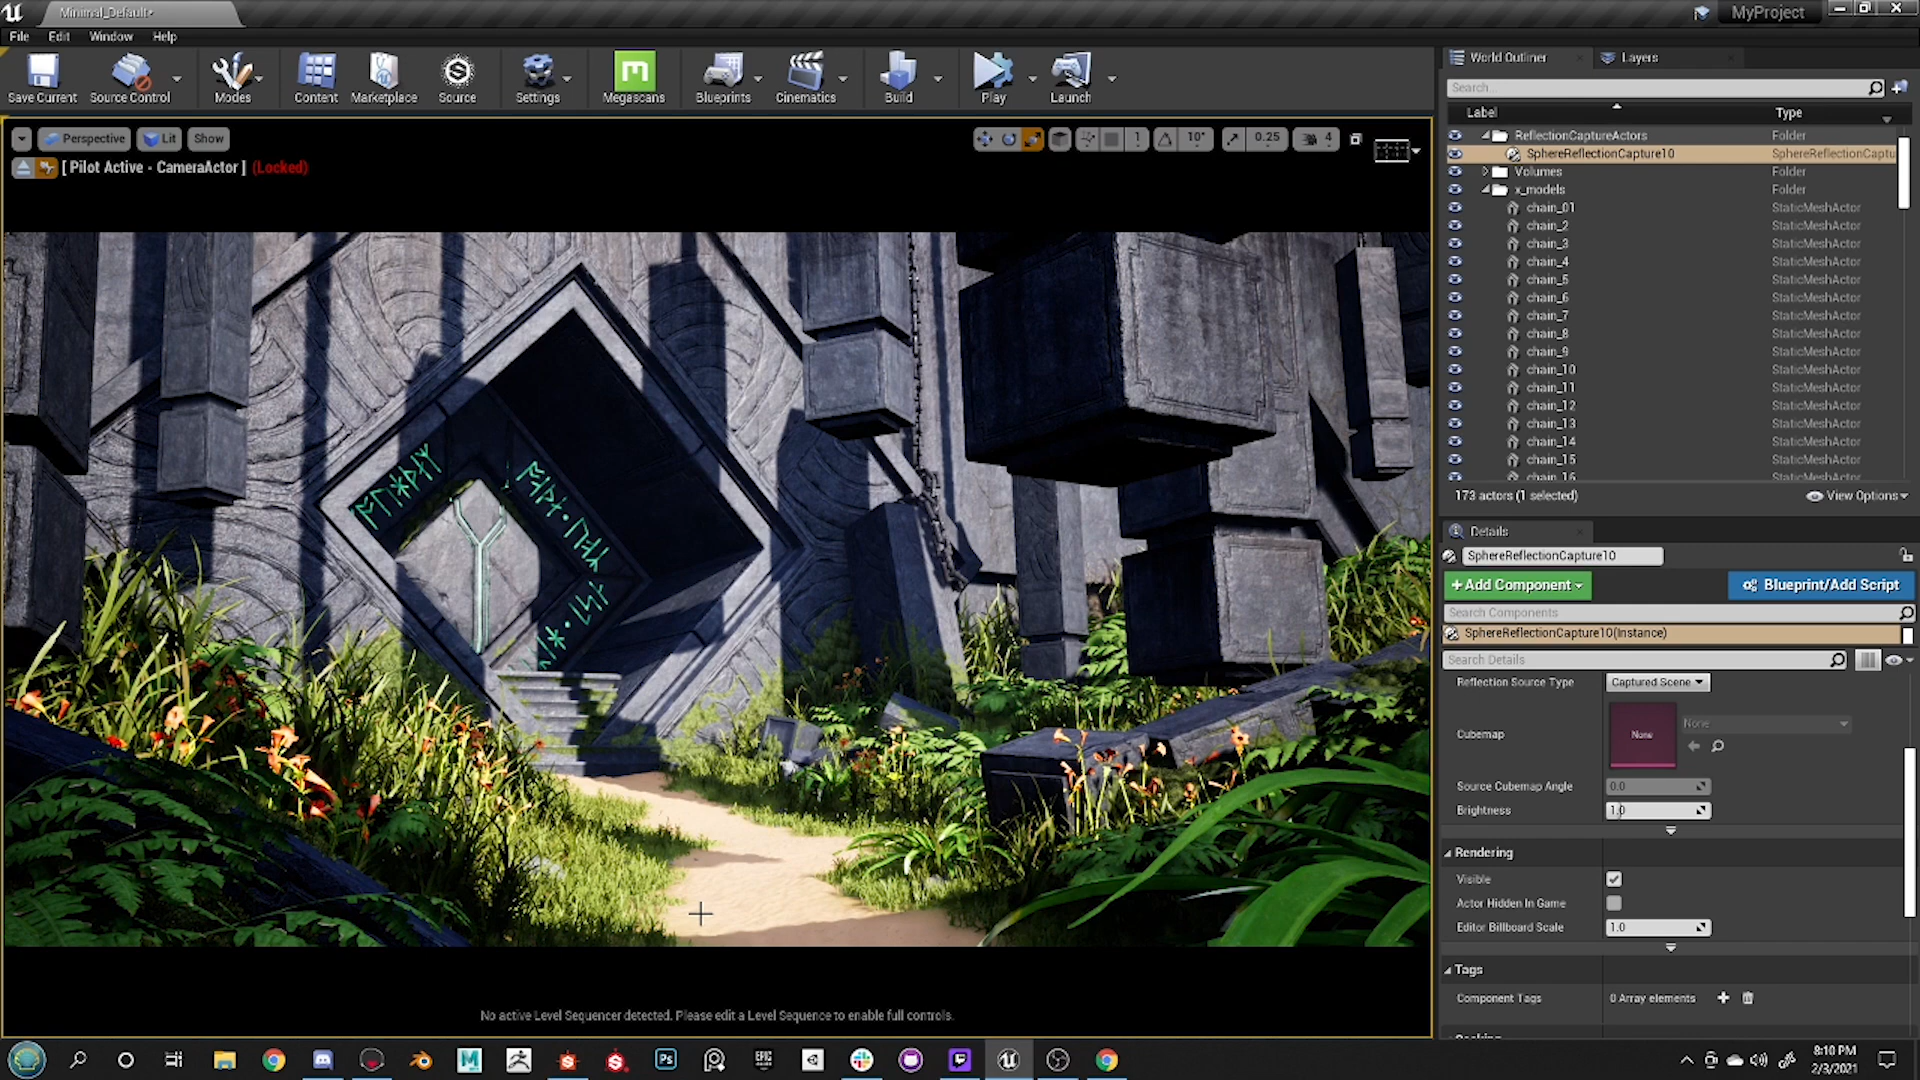 Minimal_Default*
MyProject
File Edit Window Help
Save Current
Source Control
Modes
Content
Marketplace
Source
Settings
Megascans
Blueprints
Cinematics
Build
Play
Launch
Perspective
Lit
Show
1
10°
0.25
4
[ Pilot Active - CameraActor ] (Locked)
No active Level Sequencer detected. Please edit a Level Sequence to enable full controls.
World Outliner
Layers
Search...
Label Type
ReflectionCaptureActors Folder
SphereReflectionCapture10 SphereReflectionCaptu
Volumes Folder
x_models Folder
chain_01 StaticMeshActor
chain_2 StaticMeshActor
chain_3 StaticMeshActor
chain_4 StaticMeshActor
chain_5 StaticMeshActor
chain_6 StaticMeshActor
chain_7 StaticMeshActor
chain_8 StaticMeshActor
chain_9 StaticMeshActor
chain_10 StaticMeshActor
chain_11 StaticMeshActor
chain_12 StaticMeshActor
chain_13 StaticMeshActor
chain_14 StaticMeshActor
chain_15 StaticMeshActor
chain_16 StaticMeshActor
173 actors (1 selected)
View Options
Details
SphereReflectionCapture10
+ Add Component
Blueprint/Add Script
Search Components
SphereReflectionCapture10(Instance)
Search Details
Reflection Source Type Captured Scene
Cubemap None None
Source Cubemap Angle 0.0
Brightness 1.0
Rendering
Visible
Actor Hidden In Game
Editor Billboard Scale 1.0
Tags
Component Tags 0 Array elements
8:10 PM
2/3/2021